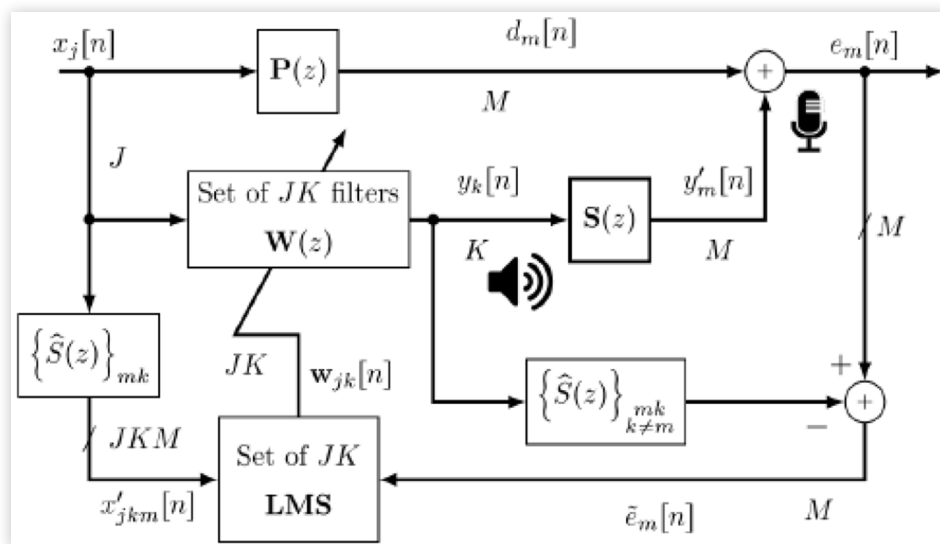 x_j[n]
P(z)
d_m[n]
M
+
e_m[n]
J
Set of JK filters
W(z)
y_k[n]
K
S(z)
y'_m[n]
M
M
{Ŝ(z)}_mk
JK
w_jk[n]
{Ŝ(z)}_mk k≠m
+
+
−
JKM
x'_jkm[n]
Set of JK
LMS
ẽ_m[n]
M